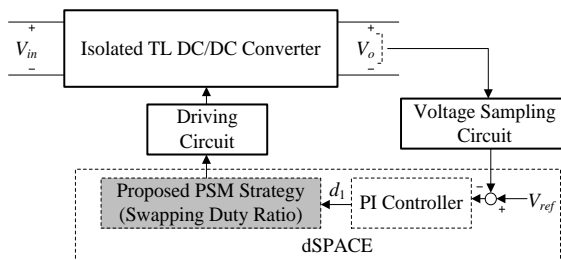 + +
V_in Isolated TL DC/DC Converter V_o
− −
Driving
Circuit
Voltage Sampling
Circuit
Proposed PSM Strategy
(Swapping Duty Ratio)
d_1
PI Controller
−
+
V_ref
dSPACE